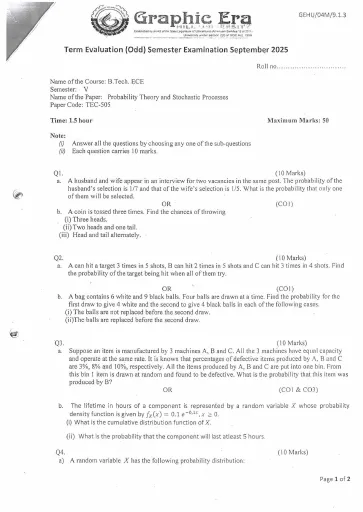 GEHU/04M/9.1.3
Graphic Era
HILL UNIVERSITY
Term Evaluation (Odd) Semester Examination September 2025
Roll no................................
Name of the Course: B.Tech. ECE
Semester: V
Name of the Paper: Probability Theory and Stochastic Processes
Paper Code: TEC-505
Time: 1.5 hour Maximum Marks: 50
Note:
(i) Answer all the questions by choosing any one of the sub-questions
(ii) Each question carries 10 marks.
Q1. (10 Marks)
a. A husband and wife appear in an interview for two vacancies in the same post. The probability of the
husband's selection is 1/7 and that of the wife's selection is 1/5. What is the probability that only one
of them will be selected.
OR (CO1)
b. A coin is tossed three times. Find the chances of throwing
(i) Three heads.
(ii) Two heads and one tail.
(iii) Head and tail alternately.
Q2. (10 Marks)
a. A can hit a target 3 times in 5 shots, B can hit 2 times in 5 shots and C can hit 3 times in 4 shots. Find
the probability of the target being hit when all of them try.
OR (CO1)
b. A bag contains 6 white and 9 black balls. Four balls are drawn at a time. Find the probability for the
first draw to give 4 white and the second to give 4 black balls in each of the following cases.
(i) The balls are not replaced before the second draw.
(ii)The balls are replaced before the second draw.
Q3. (10 Marks)
a. Suppose an item is manufactured by 3 machines A, B and C. All the 3 machines have equal capacity
and operate at the same rate. It is known that percentages of defective items produced by A, B and C
are 3%, 8% and 10%, respectively. All the items produced by A, B and C are put into one bin. From
this bin 1 item is drawn at random and found to be defective. What is the probability that this item was
produced by B?
OR (CO1 & CO3)
b. The lifetime in hours of a component is represented by a random variable X whose probability
density function is given by fₓ(x) = 0.1 e⁻⁰·¹ˣ, x ≥ 0.
(i) What is the cumulative distribution function of X.
(ii) What is the probability that the component will last atleast 5 hours.
Q4. (10 Marks)
a) A random variable X has the following probability distribution:
Page 1 of 2